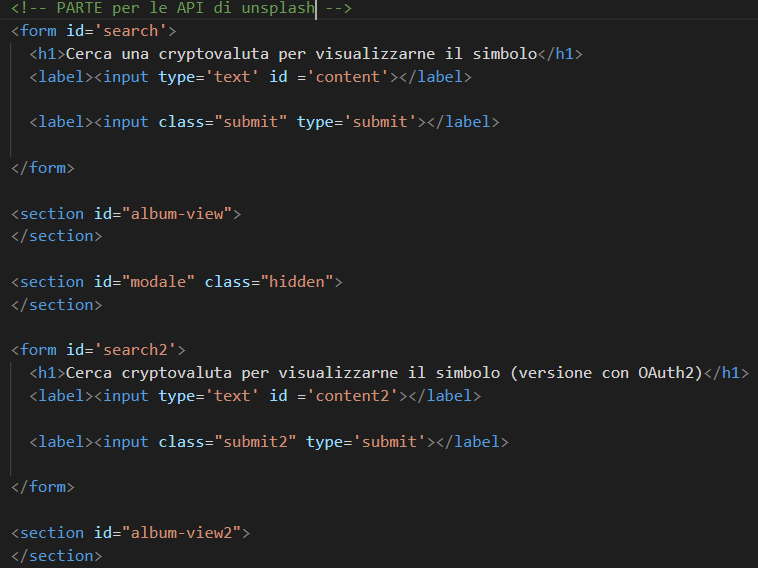 <!-- PARTE per le API di unsplash -->
<form id='search'>
<h1>Cerca una cryptovaluta per visualizzarne il simbolo</h1>
<label><input type='text' id ='content'></label>
<label><input class="submit" type='submit'></label>
</form>
<section id="album-view">
</section>
<section id="modale" class="hidden">
</section>
<form id='search2'>
<h1>Cerca cryptovaluta per visualizzarne il simbolo (versione con OAuth2)</h1>
<label><input type='text' id ='content2'></label>
<label><input class="submit2" type='submit'></label>
</form>
<section id="album-view2">
</section>